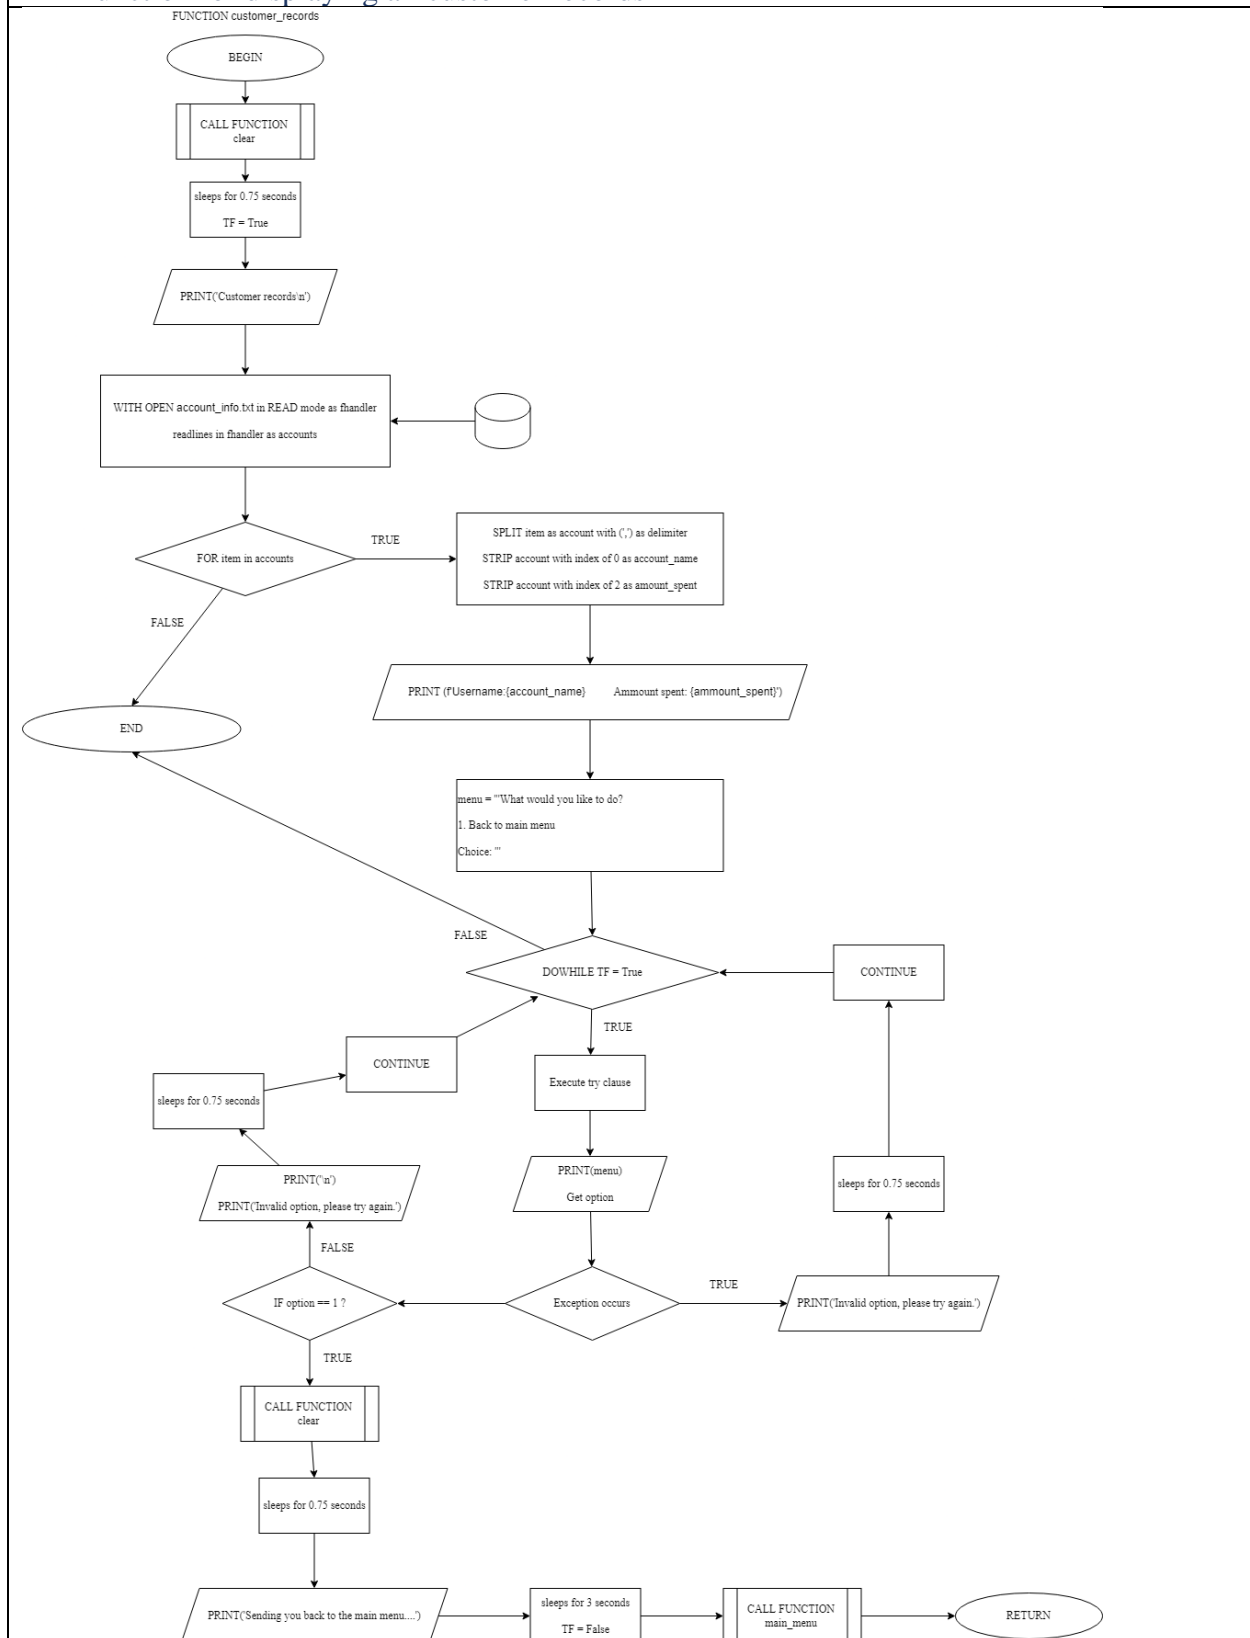 FUNCTION customer_records
BEGIN
CALL FUNCTION
clear
sleeps for 0.75 seconds
TF = True
PRINT('Customer records\n')
WITH OPEN account_info.txt in READ mode as fhandler
readlines in fhandler as accounts
FOR item in accounts
TRUE
SPLIT item as account with (',') as delimiter
STRIP account with index of 0 as account_name
STRIP account with index of 2 as amount_spent
FALSE
PRINT (f'Username:{account_name} Ammount spent: {ammount_spent}')
END
menu = '''What would you like to do?
1. Back to main menu
Choice: '''
FALSE
DOWHILE TF = True
CONTINUE
TRUE
CONTINUE
Execute try clause
sleeps for 0.75 seconds
PRINT('\n')
PRINT('Invalid option, please try again.')
PRINT(menu)
Get option
sleeps for 0.75 seconds
FALSE
IF option == 1 ?
Exception occurs
TRUE
PRINT('Invalid option, please try again.')
TRUE
CALL FUNCTION
clear
sleeps for 0.75 seconds
PRINT('Sending you back to the main menu....')
sleeps for 3 seconds
TF = False
CALL FUNCTION
main_menu
RETURN